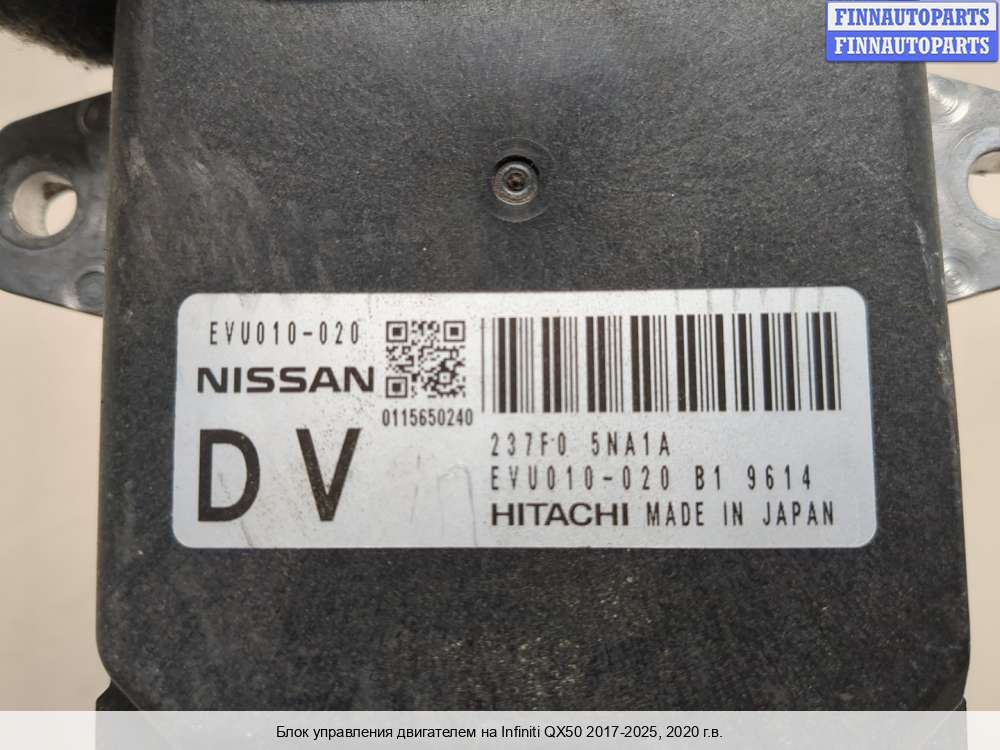 FINNAUTOPARTS
FINNAUTOPARTS
EVU010-020
NISSAN
0115650240
DV
237F0 5NA1A
EVU010-020 B1 9614
HITACHI MADE IN JAPAN
Блок управления двигателем на Infiniti QX50 2017-2025, 2020 г.в.